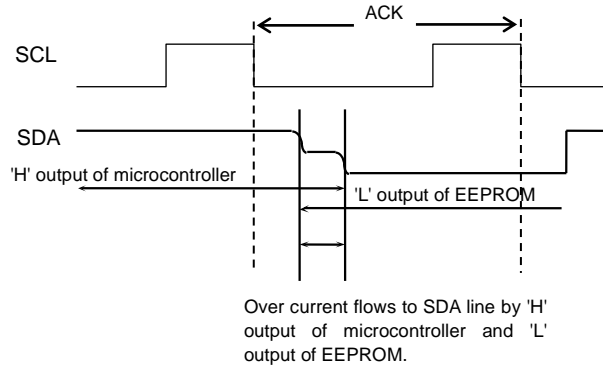 ACK
SCL
SDA
'H' output of microcontroller
'L' output of EEPROM
Over current flows to SDA line by 'H'
output of microcontroller and 'L'
output of EEPROM.